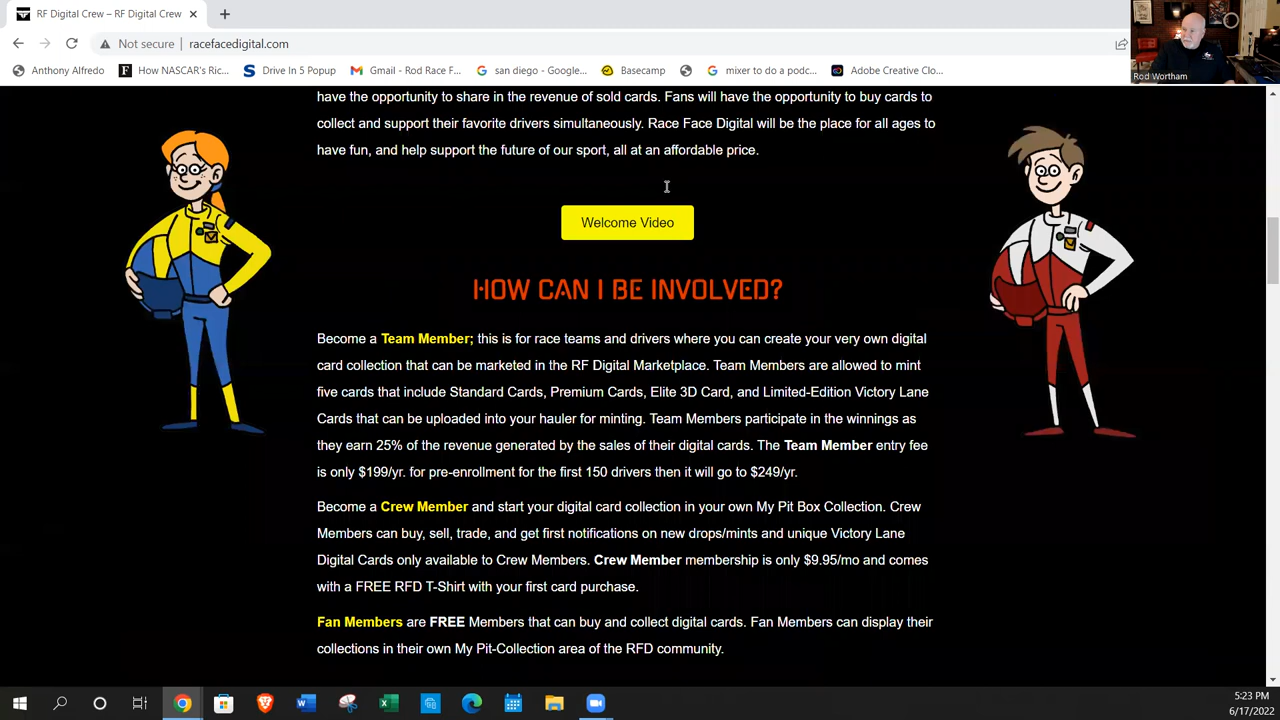 RF Digital Crew – RF Digital Crew
Not secure | racefacedigital.com
Rod Wortham
Anthony Alfredo
How NASCAR's Ric...
Drive In 5 Popup
Gmail - Rod Race F...
san diego - Google...
Basecamp
mixer to do a podc...
Adobe Creative Clo...
have the opportunity to share in the revenue of sold cards. Fans will have the opportunity to buy cards to
collect and support their favorite drivers simultaneously. Race Face Digital will be the place for all ages to
have fun, and help support the future of our sport, all at an affordable price.
Welcome Video
HOW CAN I BE INVOLVED?
Become a Team Member; this is for race teams and drivers where you can create your very own digital
card collection that can be marketed in the RF Digital Marketplace. Team Members are allowed to mint
five cards that include Standard Cards, Premium Cards, Elite 3D Card, and Limited-Edition Victory Lane
Cards that can be uploaded into your hauler for minting. Team Members participate in the winnings as
they earn 25% of the revenue generated by the sales of their digital cards. The Team Member entry fee
is only $199/yr. for pre-enrollment for the first 150 drivers then it will go to $249/yr.
Become a Crew Member and start your digital card collection in your own My Pit Box Collection. Crew
Members can buy, sell, trade, and get first notifications on new drops/mints and unique Victory Lane
Digital Cards only available to Crew Members. Crew Member membership is only $9.95/mo and comes
with a FREE RFD T-Shirt with your first card purchase.
Fan Members are FREE Members that can buy and collect digital cards. Fan Members can display their
collections in their own My Pit-Collection area of the RFD community.
5:23 PM
6/17/2022